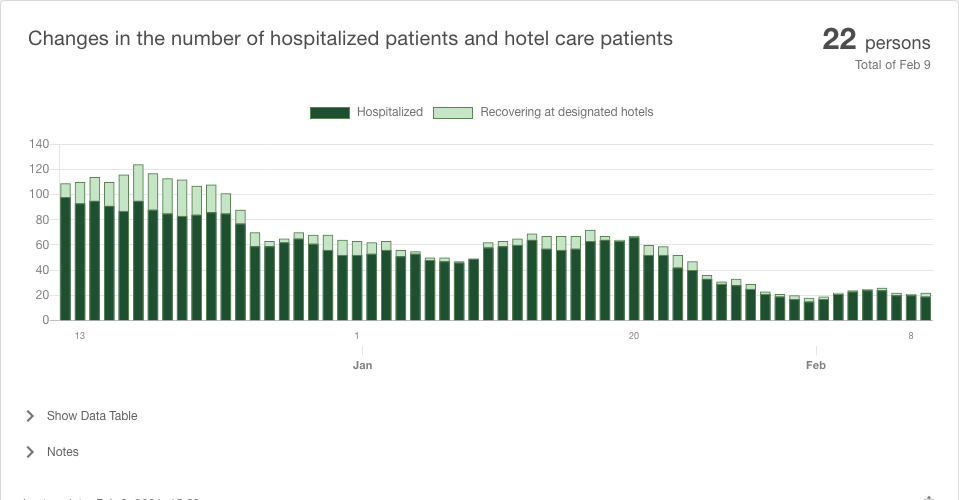 Changes in the number of hospitalized patients and hotel care patients
22 persons
Total of Feb 9
Hospitalized
Recovering at designated hotels
140
120
100
80
60
40
20
0
13
1
20
8
Jan
Feb
Show Data Table
Notes